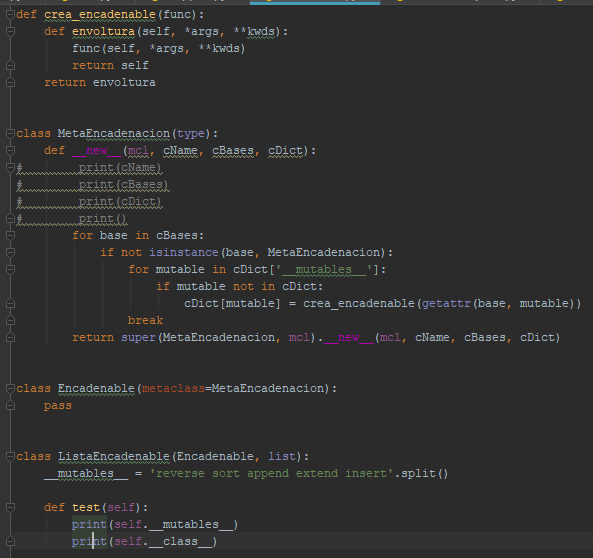 def crea_encadenable(func):
    def envoltura(self, *args, **kwds):
        func(self, *args, **kwds)
        return self
    return envoltura
class MetaEncadenacion(type):
    def __new__(mcl, cName, cBases, cDict):
#        print(cName)
#        print(cBases)
#        print(cDict)
#        print()
        for base in cBases:
            if not isinstance(base, MetaEncadenacion):
                for mutable in cDict['__mutables__']:
                    if mutable not in cDict:
                        cDict[mutable] = crea_encadenable(getattr(base, mutable))
                break
        return super(MetaEncadenacion, mcl).__new__(mcl, cName, cBases, cDict)
class Encadenable(metaclass=MetaEncadenacion):
    pass
class ListaEncadenable(Encadenable, list):
    __mutables__ = 'reverse sort append extend insert'.split()
    def test(self):
        print(self.__mutables__)
        print(self.__class__)